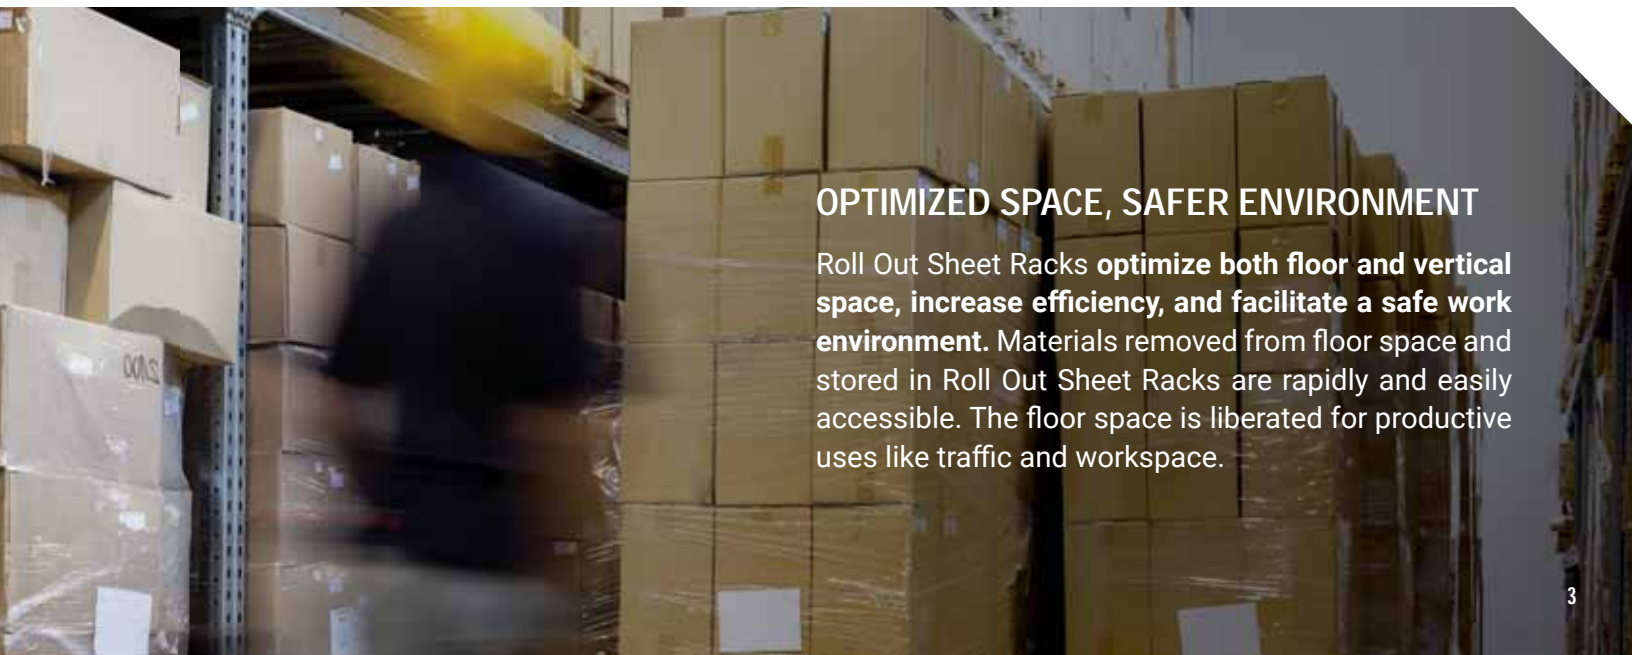 OPTIMIZED SPACE, SAFER ENVIRONMENT
Roll Out Sheet Racks optimize both floor and vertical
space, increase efficiency, and facilitate a safe work
environment. Materials removed from floor space and
stored in Roll Out Sheet Racks are rapidly and easily
accessible. The floor space is liberated for productive
uses like traffic and workspace.
3